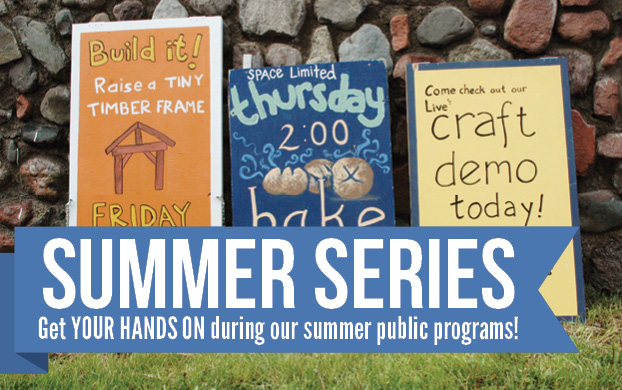 Build it!
Raise a TINY
TIMBER FRAME
FRIDAY
SPACE Limited
thursday
2:00
bake
Come check out our
Live
craft
demo
today!
SUMMER SERIES
Get YOUR HANDS ON during our summer public programs!